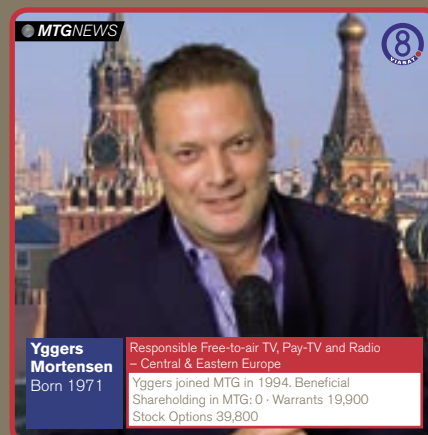 MTGNEWS
8
VIASAT
Yggers
Mortensen
Born 1971
Responsible Free-to-air TV, Pay-TV and Radio
– Central & Eastern Europe
Yggers joined MTG in 1994. Beneficial
Shareholding in MTG: 0 · Warrants 19,900
Stock Options 39,800